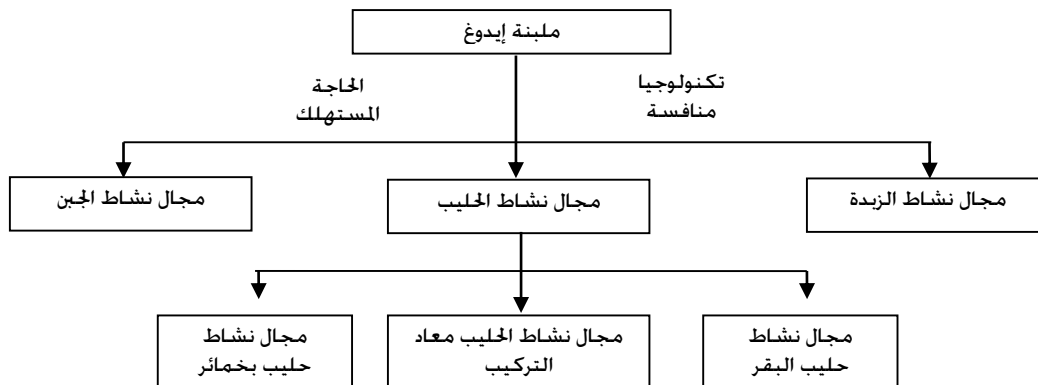 ملبنة إيدوغ
تكنولوجيا
منافسة
الحاجة
المستهلك
مجال نشاط الزبدة
مجال نشاط الحليب
مجال نشاط الجبن
مجال نشاط
حليب البقر
مجال نشاط الحليب معاد
التركيب
مجال نشاط
حليب بخمائر